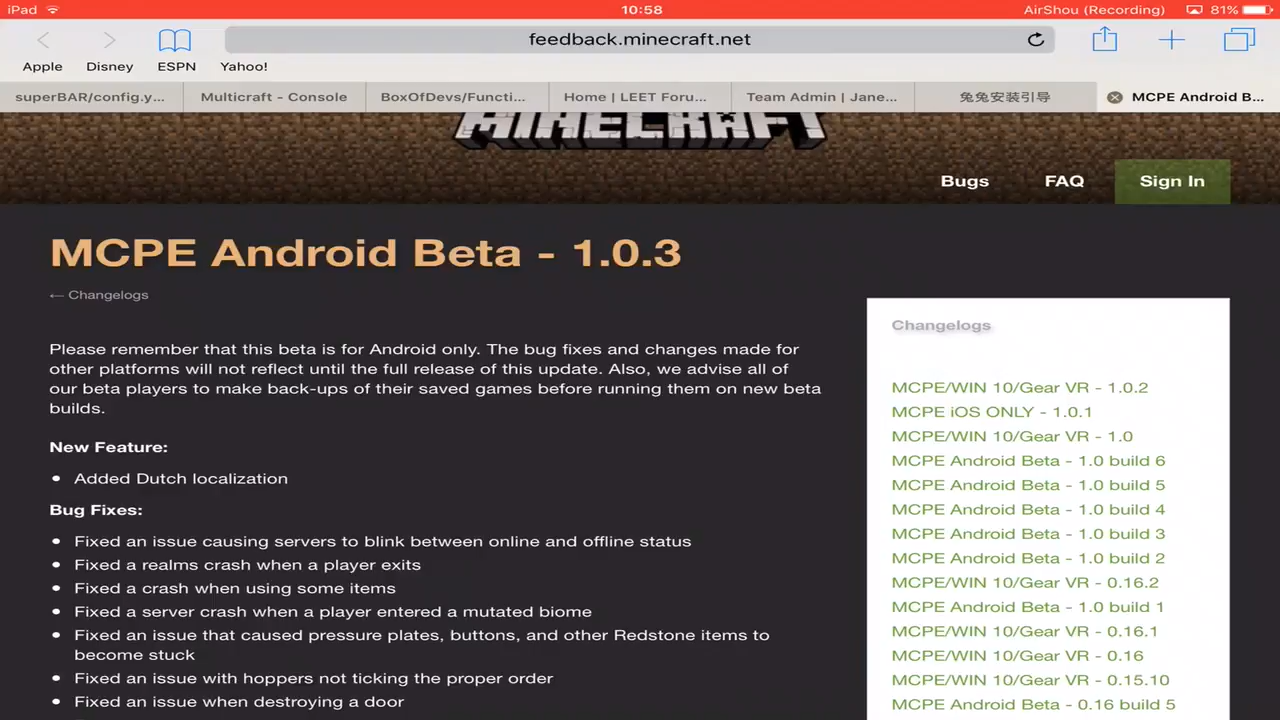 iPad 10:58 AirShou (Recording) 81%
feedback.minecraft.net
Apple Disney ESPN Yahoo!
superBAR/config.y... Multicraft - Console BoxOfDevs/Functi... Home | LEET Foru... Team Admin | Jane... 兔兔安装引导 MCPE Android B...
MINECRAFT
Bugs FAQ Sign In
MCPE Android Beta - 1.0.3
← Changelogs
Please remember that this beta is for Android only. The bug fixes and changes made for
other platforms will not reflect until the full release of this update. Also, we advise all of
our beta players to make back-ups of their saved games before running them on new beta
builds.
New Feature:
• Added Dutch localization
Bug Fixes:
• Fixed an issue causing servers to blink between online and offline status
• Fixed a realms crash when a player exits
• Fixed a crash when using some items
• Fixed a server crash when a player entered a mutated biome
• Fixed an issue that caused pressure plates, buttons, and other Redstone items to
become stuck
• Fixed an issue with hoppers not ticking the proper order
• Fixed an issue when destroying a door
Changelogs
MCPE/WIN 10/Gear VR - 1.0.2
MCPE iOS ONLY - 1.0.1
MCPE/WIN 10/Gear VR - 1.0
MCPE Android Beta - 1.0 build 6
MCPE Android Beta - 1.0 build 5
MCPE Android Beta - 1.0 build 4
MCPE Android Beta - 1.0 build 3
MCPE Android Beta - 1.0 build 2
MCPE/WIN 10/Gear VR - 0.16.2
MCPE Android Beta - 1.0 build 1
MCPE/WIN 10/Gear VR - 0.16.1
MCPE/WIN 10/Gear VR - 0.16
MCPE/WIN 10/Gear VR - 0.15.10
MCPE Android Beta - 0.16 build 5